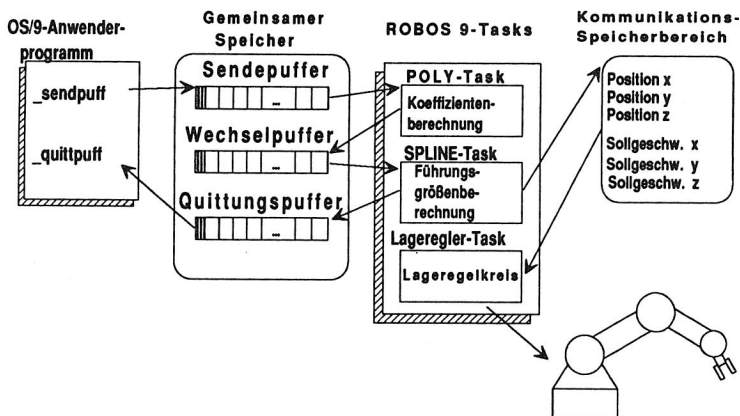 OS/9-Anwender-
programm
_sendpuff
_quittpuff
Gemeinsamer
Speicher
Sendepuffer
...
Wechselpuffer
...
Quittungspuffer
...
ROBOS 9-Tasks
POLY-Task
Koeffizienten-
berechnung
SPLINE-Task
Führungs-
größenbe-
rechnung
Lageregler-Task
Lageregelkreis
Kommunikations-
Speicherbereich
Position x
Position y
Position z
Sollgeschw. x
Sollgeschw. y
Sollgeschw. z